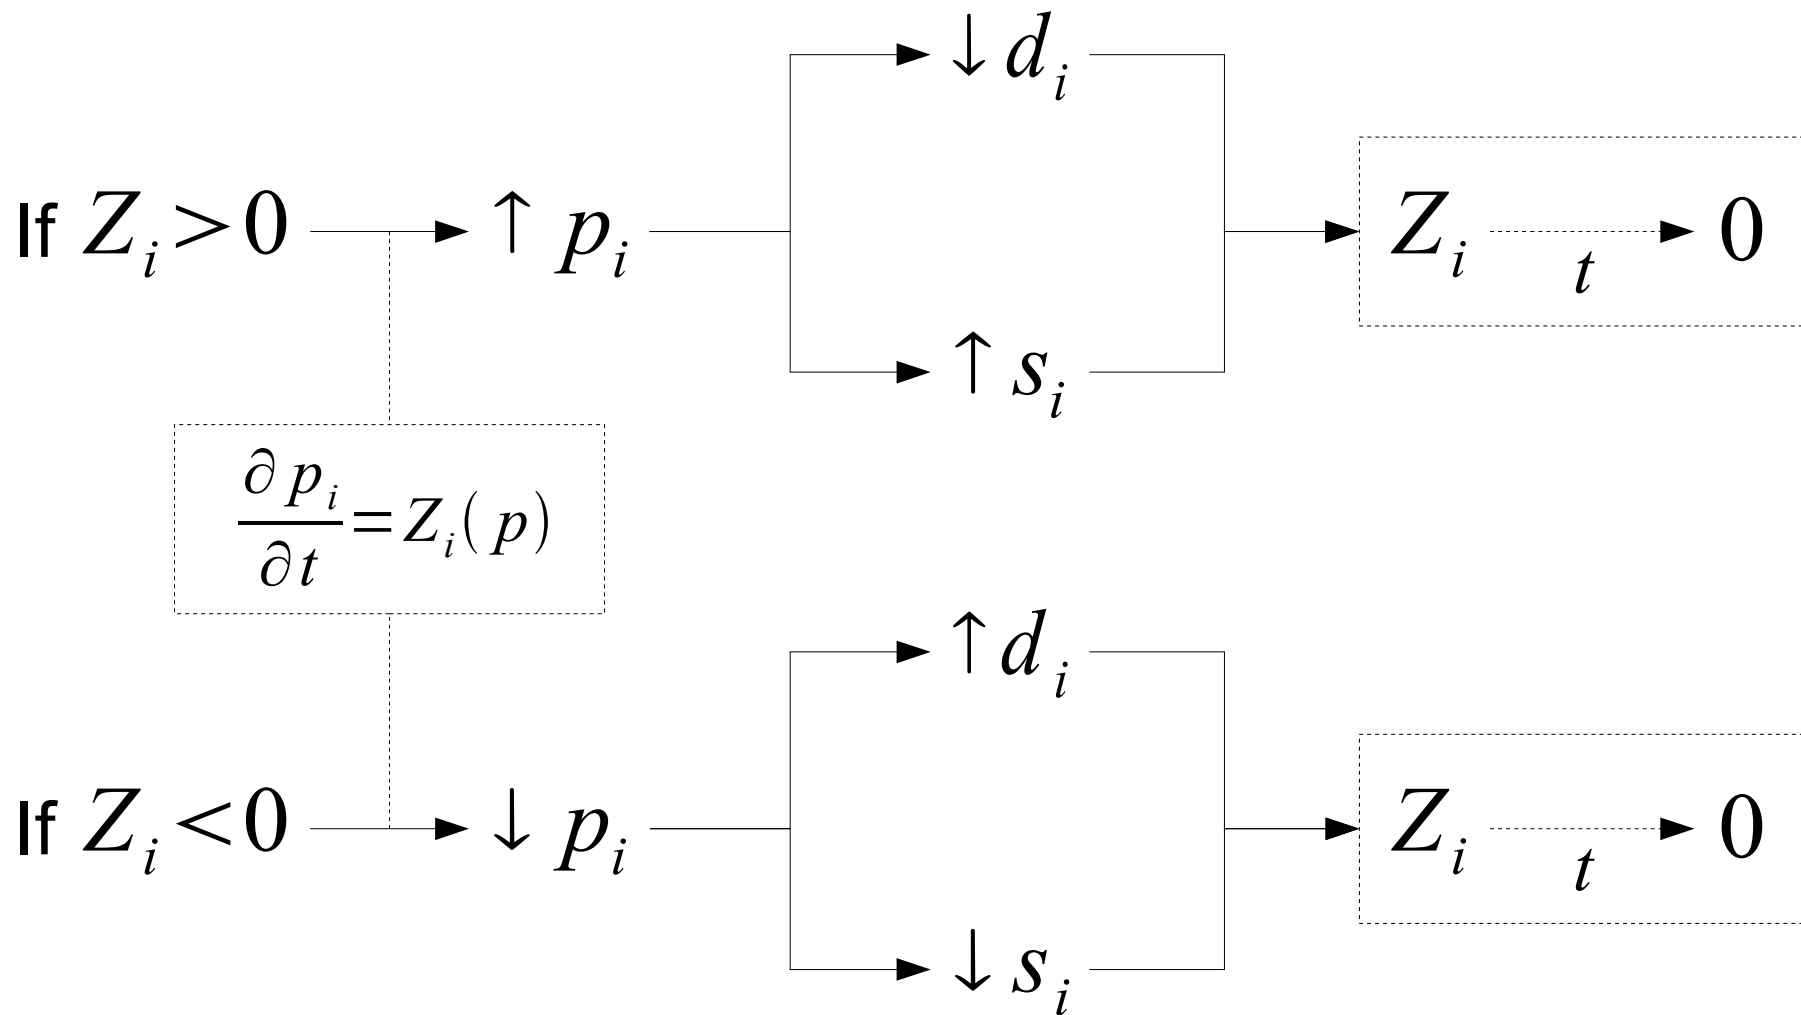 ↓ d_i
If Z_i > 0 ↑ p_i Z_i t 0
↑ s_i
∂p_i/∂t = Z_i(p)
↑ d_i
If Z_i < 0 ↓ p_i Z_i t 0
↓ s_i